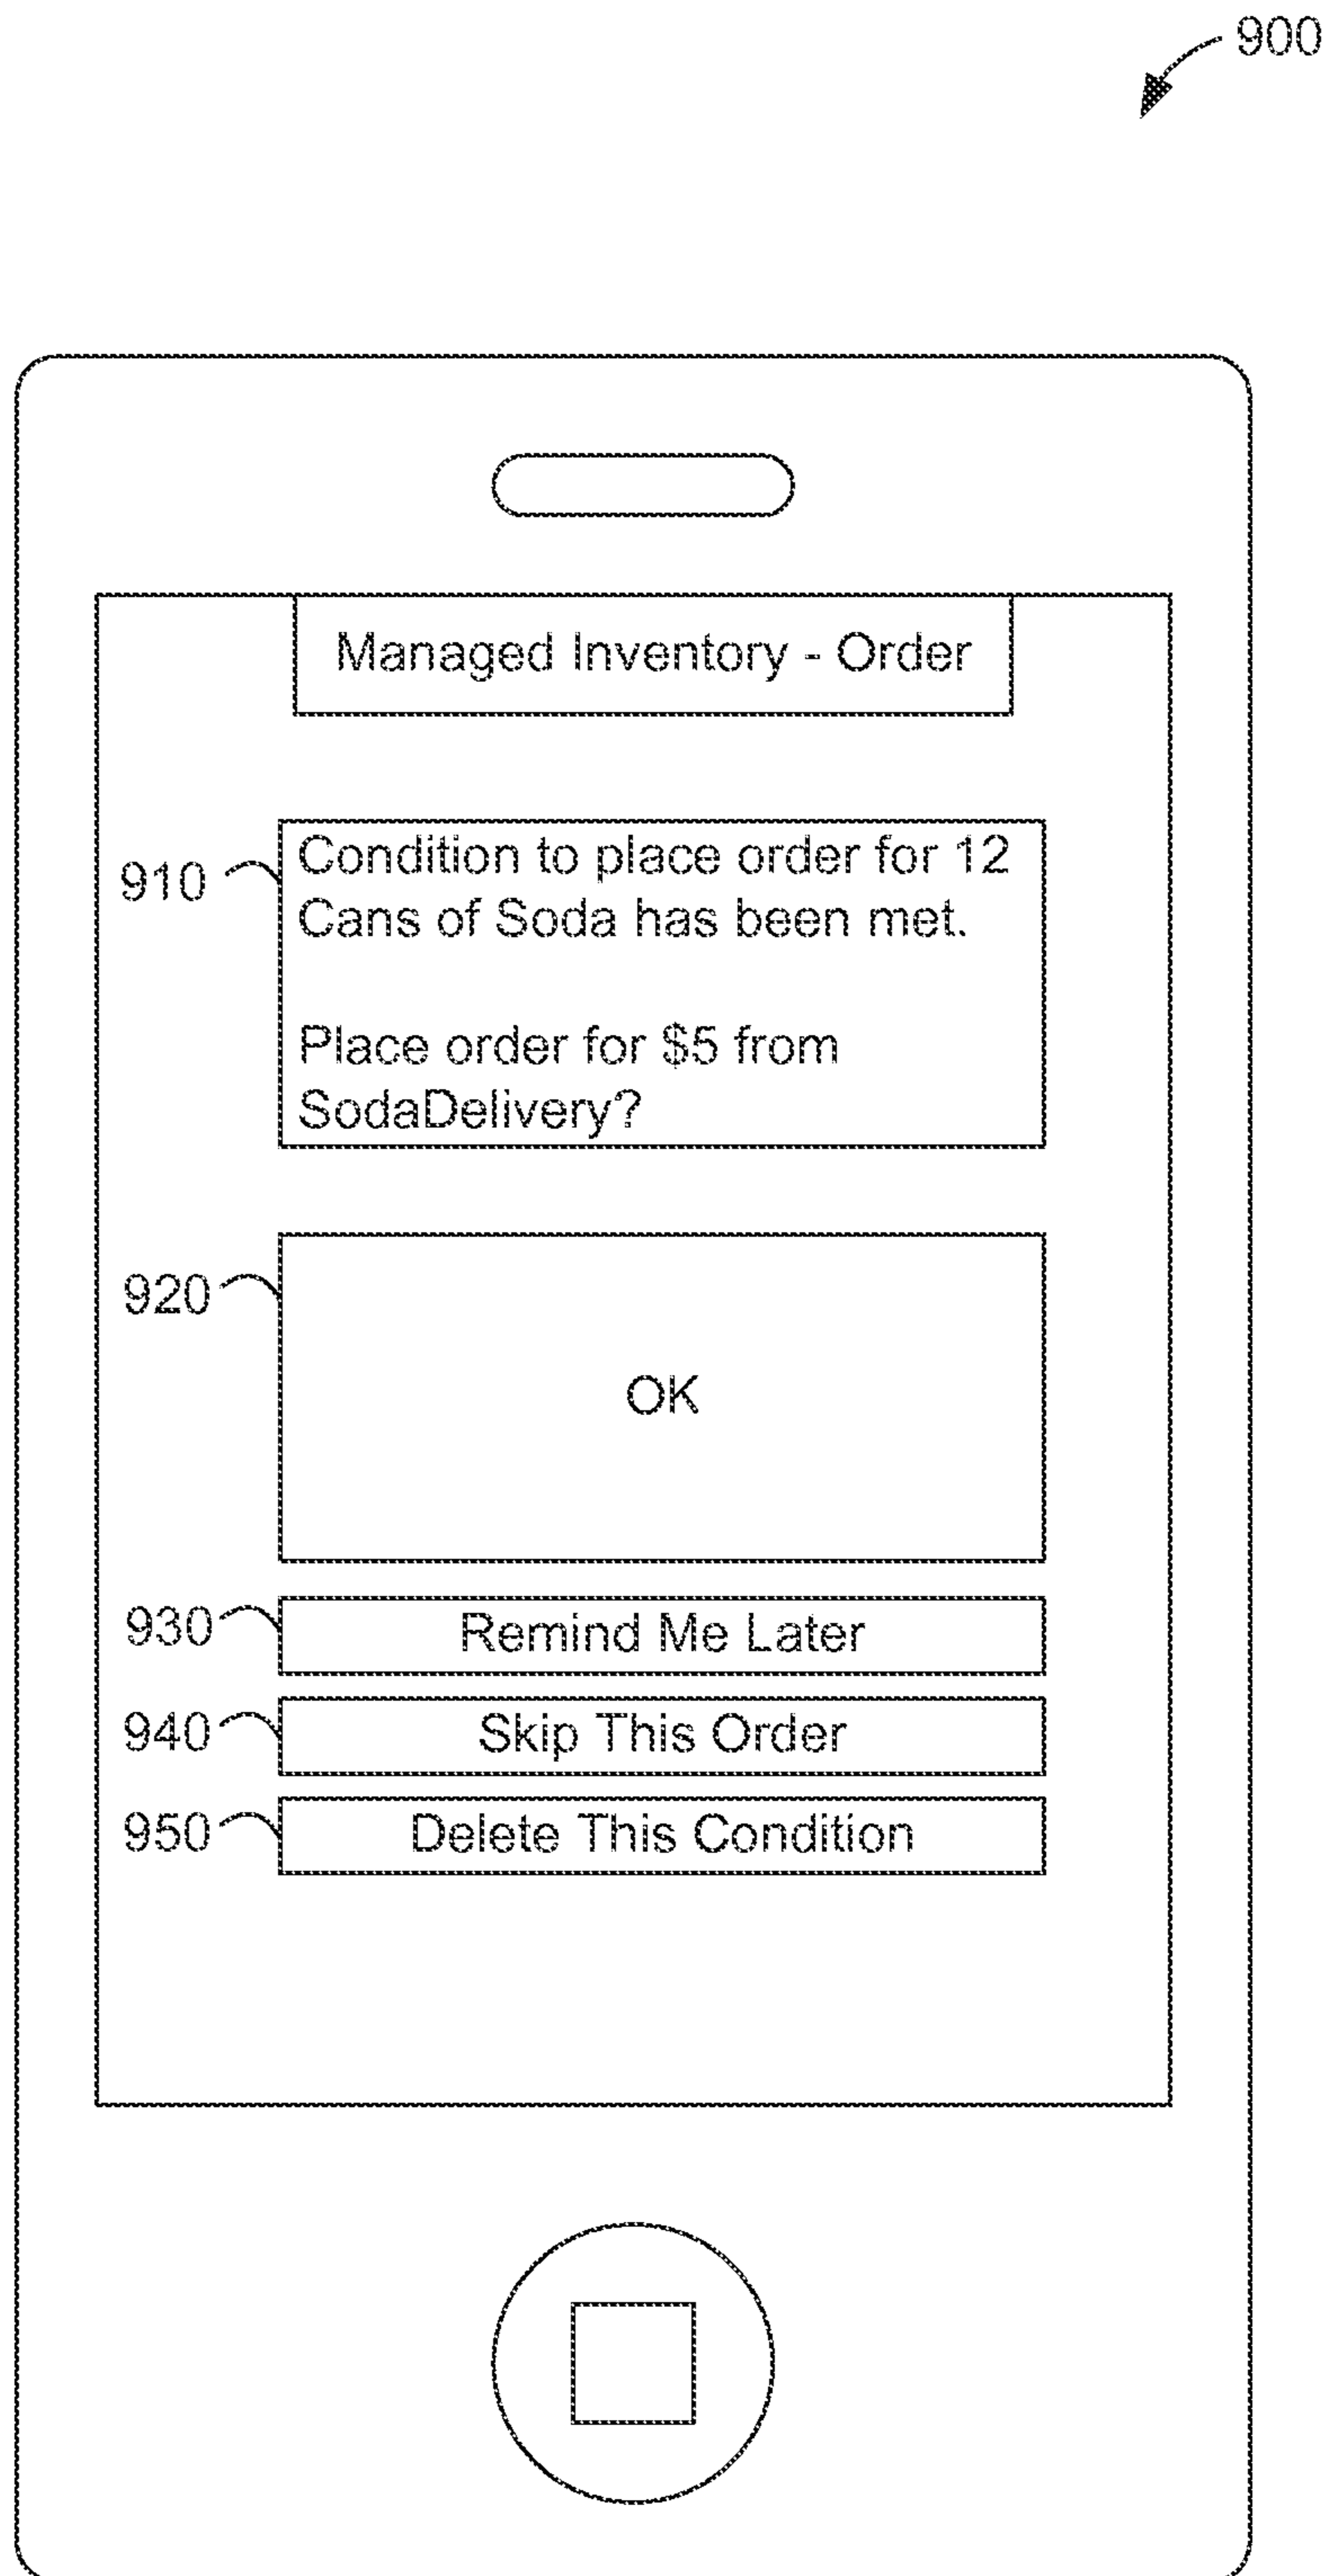 900
Managed Inventory - Order
910
Condition to place order for 12
Cans of Soda has been met.
Place order for $5 from
SodaDelivery?
920
OK
930
Remind Me Later
940
Skip This Order
950
Delete This Condition